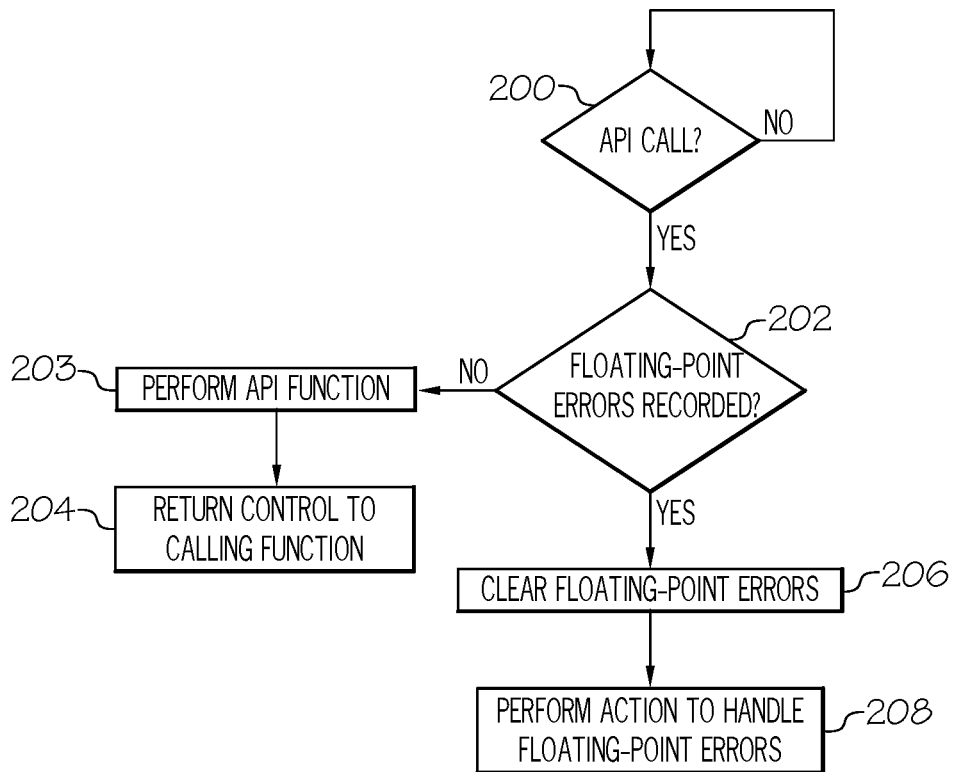 200
API CALL?
NO
YES
202
FLOATING-POINT
ERRORS RECORDED?
NO
203
PERFORM API FUNCTION
204
RETURN CONTROL TO
CALLING FUNCTION
YES
CLEAR FLOATING-POINT ERRORS
206
PERFORM ACTION TO HANDLE
FLOATING-POINT ERRORS
208